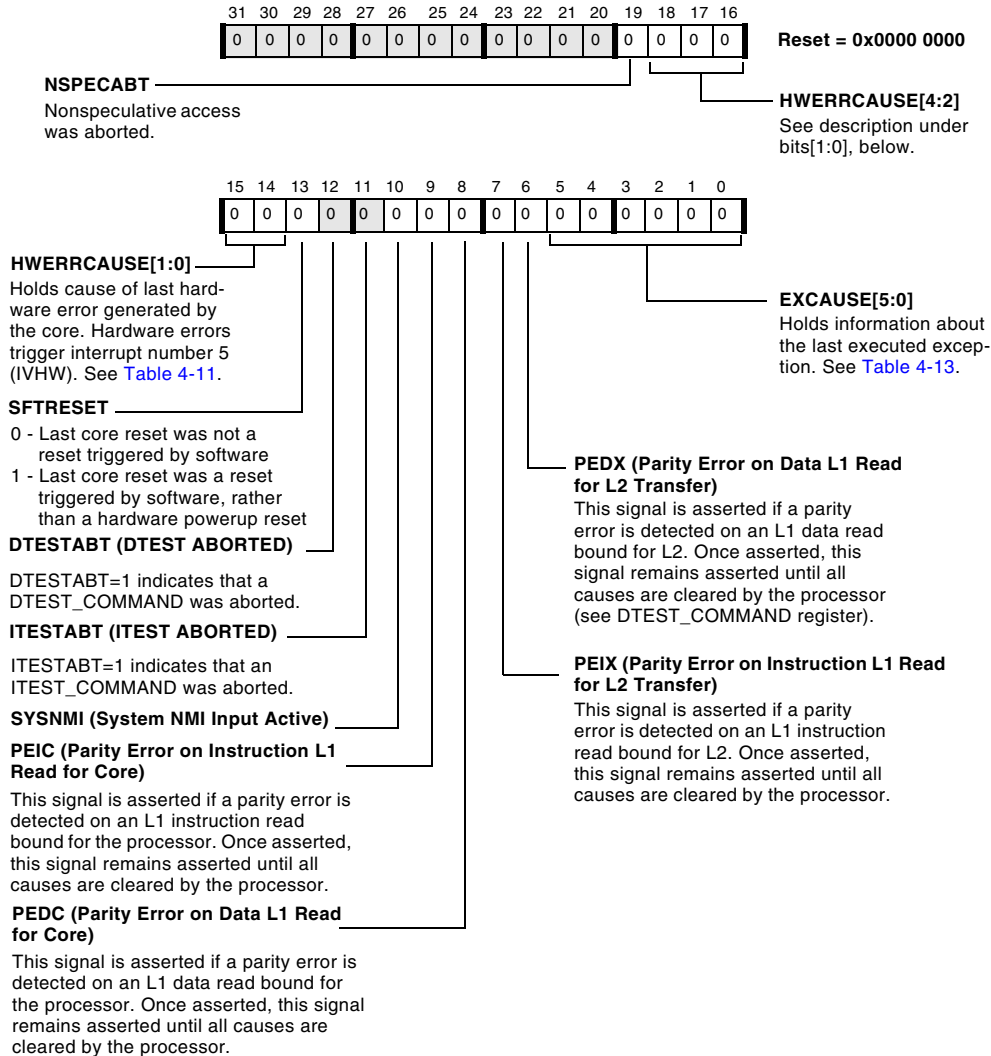 31 30 29 28 27 26 25 24 23 22 21 20 19 18 17 16
0 0 0 0 0 0 0 0 0 0 0 0 0 0 0 0
Reset = 0x0000 0000
NSPECABT
Nonspeculative access
was aborted.
HWERRCAUSE[4:2]
See description under
bits[1:0], below.
15 14 13 12 11 10 9 8 7 6 5 4 3 2 1 0
0 0 0 0 0 0 0 0 0 0 0 0 0 0 0 0
HWERRCAUSE[1:0]
Holds cause of last hard-
ware error generated by
the core. Hardware errors
trigger interrupt number 5
(IVHW). See Table 4-11.
EXCAUSE[5:0]
Holds information about
the last executed excep-
tion. See Table 4-13.
SFTRESET
0 - Last core reset was not a
reset triggered by software
1 - Last core reset was a reset
triggered by software, rather
than a hardware powerup reset
DTESTABT (DTEST ABORTED)
DTESTABT=1 indicates that a
DTEST_COMMAND was aborted.
ITESTABT (ITEST ABORTED)
ITESTABT=1 indicates that an
ITEST_COMMAND was aborted.
SYSNMI (System NMI Input Active)
PEIC (Parity Error on Instruction L1
Read for Core)
This signal is asserted if a parity error is
detected on an L1 instruction read
bound for the processor. Once asserted,
this signal remains asserted until all
causes are cleared by the processor.
PEDC (Parity Error on Data L1 Read
for Core)
This signal is asserted if a parity error is
detected on an L1 data read bound for
the processor. Once asserted, this signal
remains asserted until all causes are
cleared by the processor.
PEDX (Parity Error on Data L1 Read
for L2 Transfer)
This signal is asserted if a parity
error is detected on an L1 data read
bound for L2. Once asserted, this
signal remains asserted until all
causes are cleared by the processor
(see DTEST_COMMAND register).
PEIX (Parity Error on Instruction L1 Read
for L2 Transfer)
This signal is asserted if a parity
error is detected on an L1 instruction
read bound for L2. Once asserted,
this signal remains asserted until all
causes are cleared by the processor.